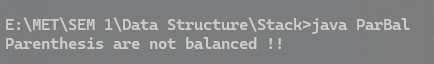 E:\MET\SEM 1\Data Structure\Stack>java ParBal
Parenthesis are not balanced !!